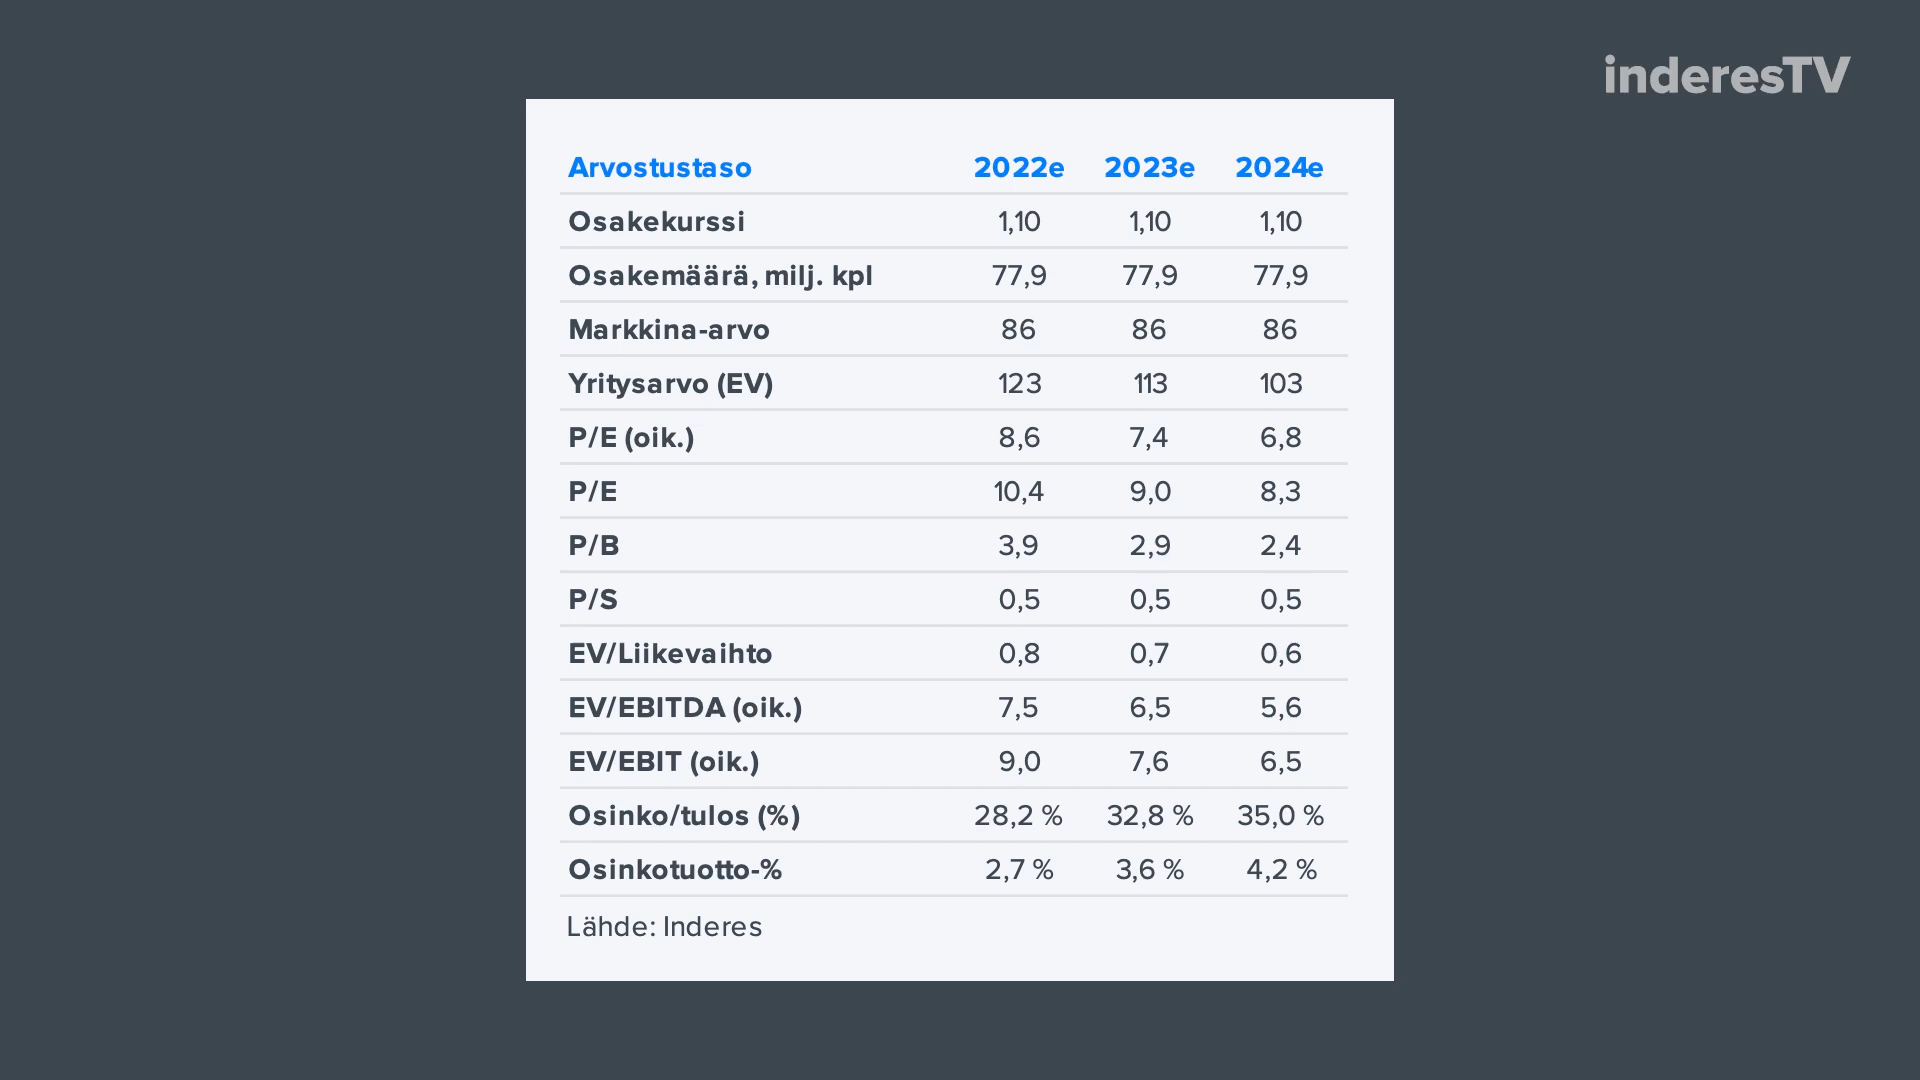 inderesTV
Arvostustaso 2022e 2023e 2024e
Osakekurssi 1,10 1,10 1,10
Osakemäärä, milj. kpl 77,9 77,9 77,9
Markkina-arvo 86 86 86
Yritysarvo (EV) 123 113 103
P/E (oik.) 8,6 7,4 6,8
P/E 10,4 9,0 8,3
P/B 3,9 2,9 2,4
P/S 0,5 0,5 0,5
EV/Liikevaihto 0,8 0,7 0,6
EV/EBITDA (oik.) 7,5 6,5 5,6
EV/EBIT (oik.) 9,0 7,6 6,5
Osinko/tulos (%) 28,2 % 32,8 % 35,0 %
Osinkotuotto-% 2,7 % 3,6 % 4,2 %
Lähde: Inderes